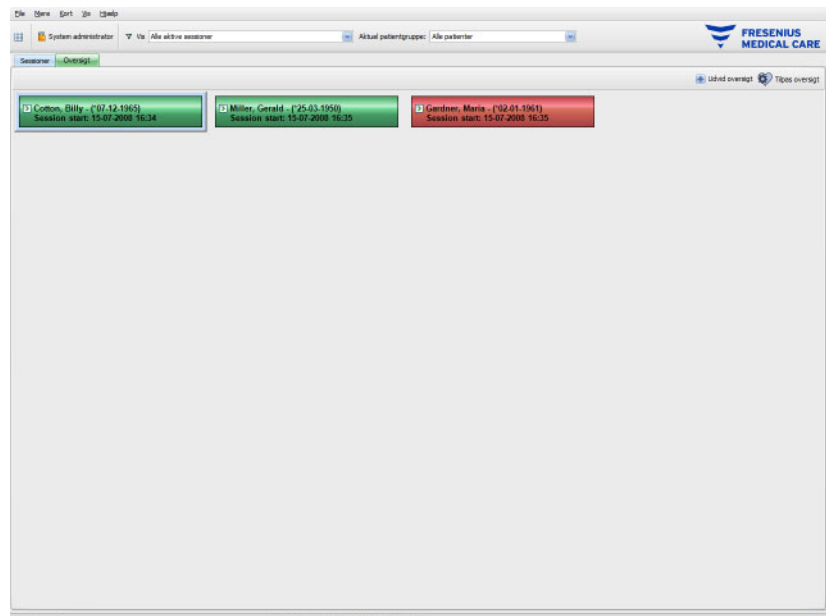 File Mere Kort Vis Hjælp
System administrator Vis Alle aktive sessioner Aktuel patientgruppe: Alle patienter
FRESENIUS
MEDICAL CARE
Sessioner Oversigt
Udvid oversigt Tilpas oversigt
Cotton, Billy - (*07-12-1965)
Session start: 15-07-2008 16:34
Miller, Gerald - (*25-03-1950)
Session start: 15-07-2008 16:35
Gardner, Maria - (*02-01-1961)
Session start: 15-07-2008 16:35